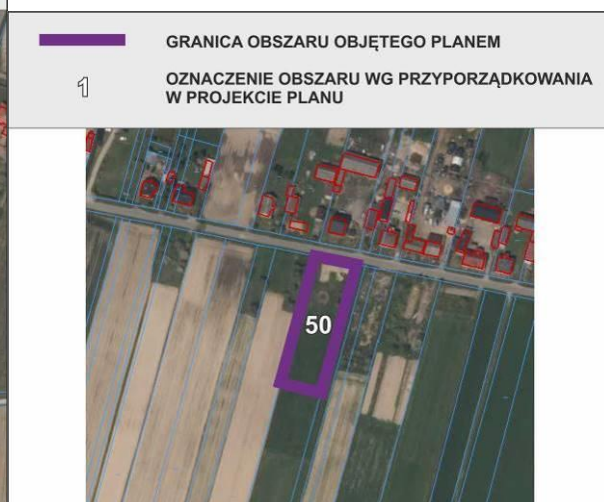 GRANICA OBSZARU OBJĘTEGO PLANEM
1
OZNACZENIE OBSZARU WG PRZYPORZĄDKOWANIA
W PROJEKCIE PLANU
50